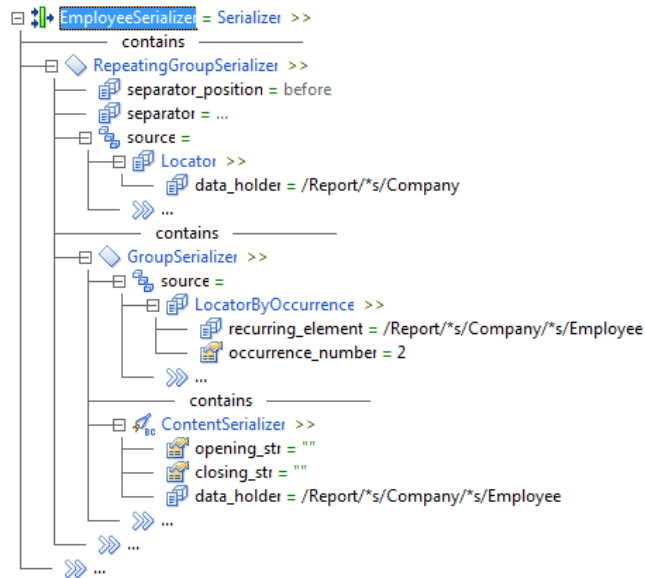 EmployeeSerializer = Serializer >>
contains
RepeatingGroupSerializer >>
separator_position = before
separator = ...
source =
Locator >>
data_holder = /Report/*s/Company
...
contains
GroupSerializer >>
source =
LocatorByOccurrence >>
recurring_element = /Report/*s/Company/*s/Employee
occurrence_number = 2
...
contains
ContentSerializer >>
BC
opening_str = ""
closing_str = ""
data_holder = /Report/*s/Company/*s/Employee
...
...
...